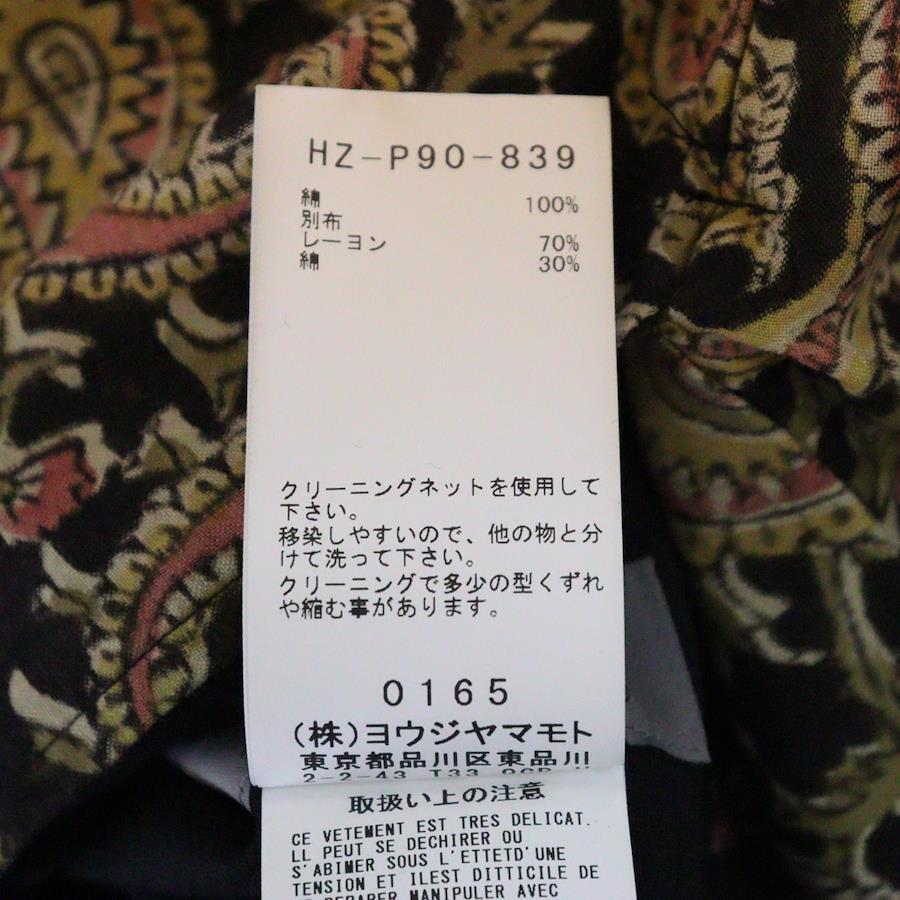 HZ-P90-839
綿 100%
別布
レーヨン 70%
綿 30%
クリーニングネットを使用して
下さい。
移染しやすいので、他の物と分
けて洗って下さい。
クリーニングで多少の型くずれ
や縮む事があります。
0165
(株)ヨウジヤマモト
東京都品川区東品川
2-2-43 T33
取扱い上の注意
CE VETEMENT EST TRES DELICAT.
LL PEUT SE DECHIRER OU
S'ABIMER SOUS L'ETTETD'UNE
TENSION ET ILEST DITTICILE DE
MANIPULER AVEC